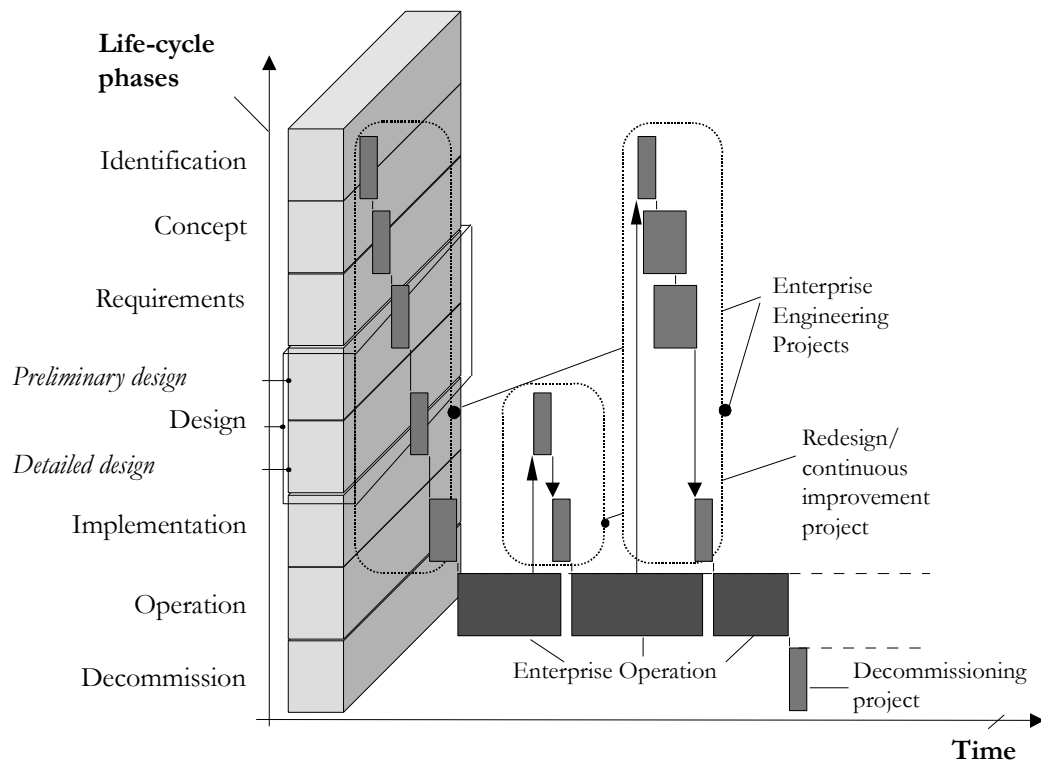 Life-cycle
phases
Identification
Concept
Requirements
Preliminary design
Design
Detailed design
Implementation
Operation
Decommission
Enterprise
Engineering
Projects
Redesign/
continuous
improvement
project
Enterprise Operation
Decommissioning
project
Time